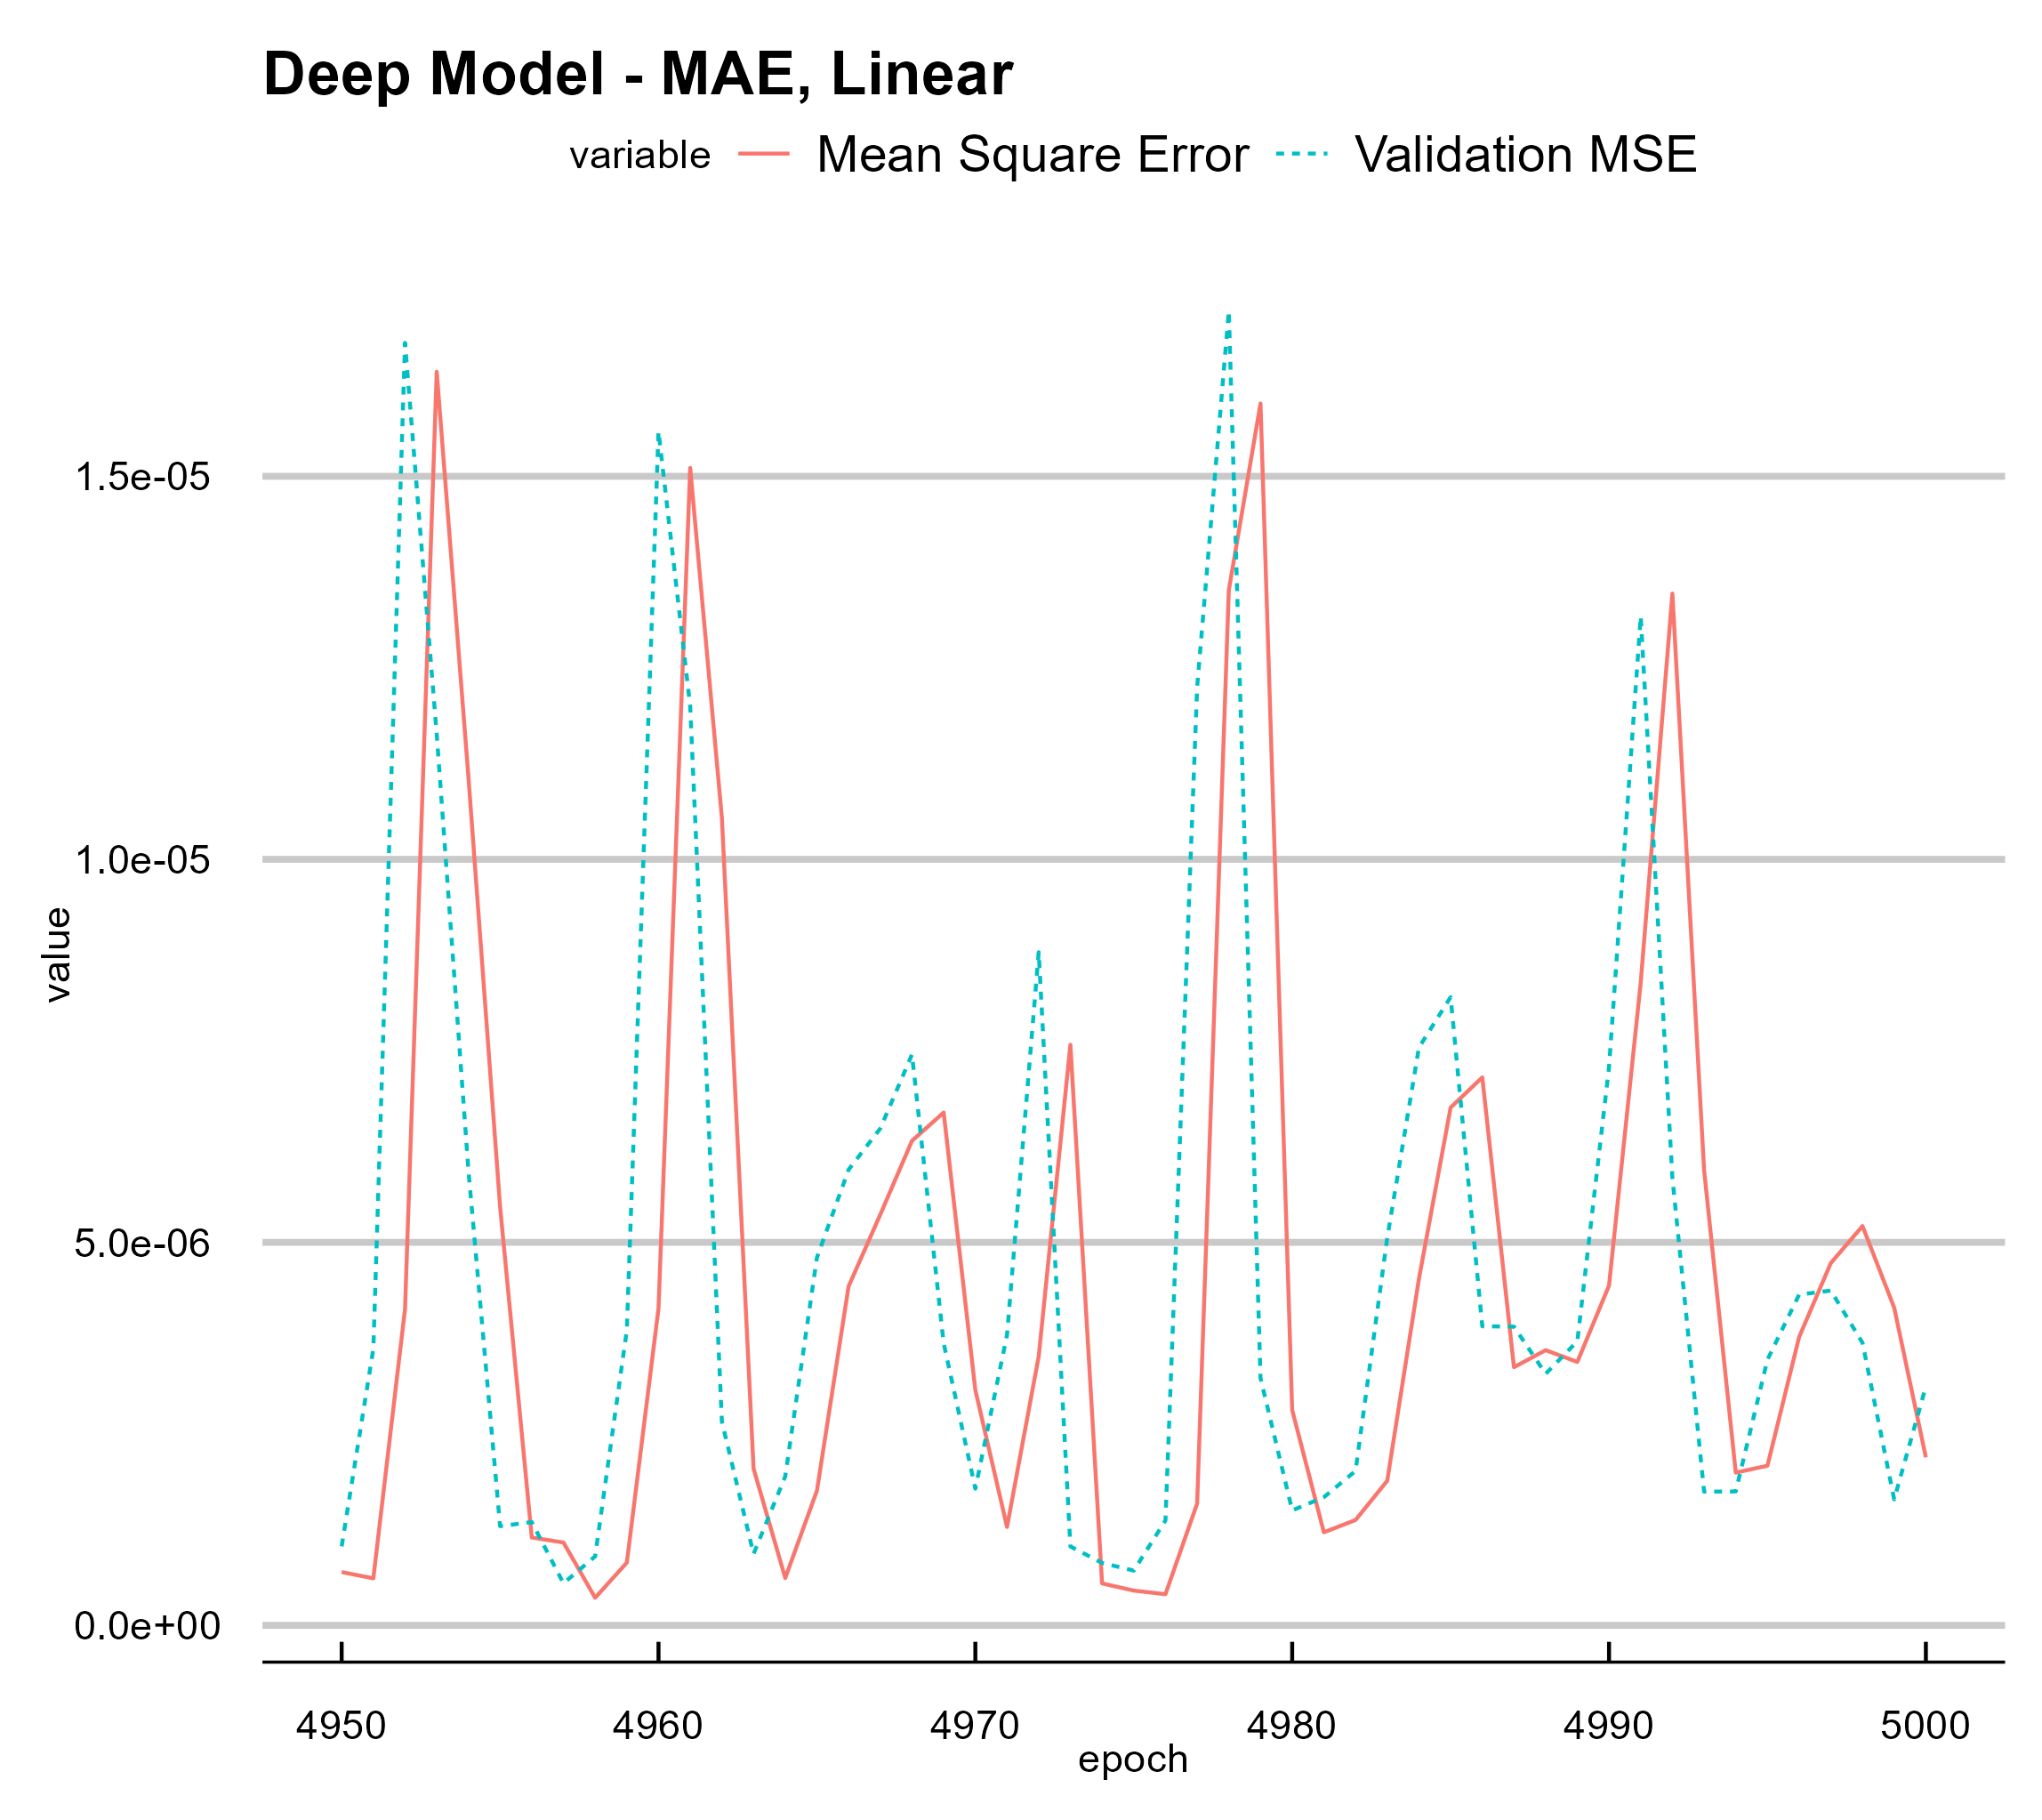 Deep Model - MAE, Linear
variable Mean Square Error Validation MSE
1.5e-05
1.0e-05
value
5.0e-06
0.0e+00
4950 4960 4970 4980 4990 5000
epoch